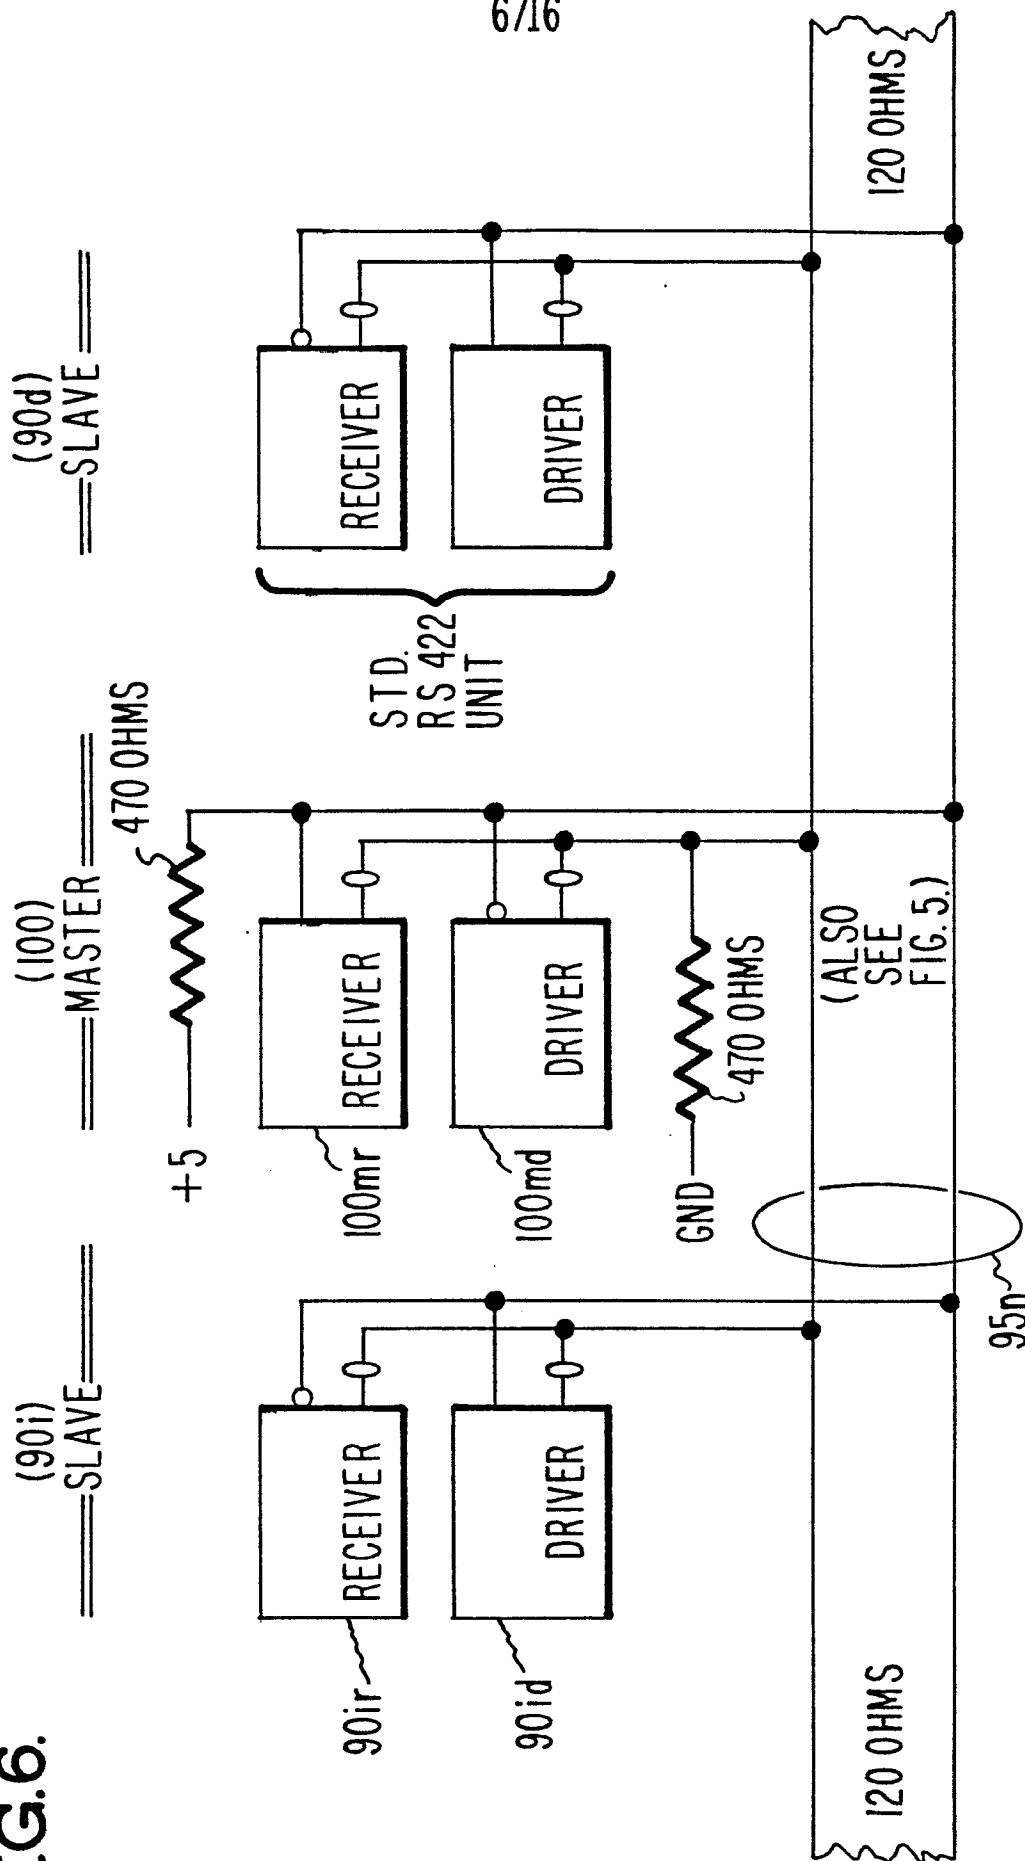 6/16
FIG.6.
(90i)
SLAVE
(100)
MASTER
(90d)
SLAVE
470 OHMS
+5
90ir
RECEIVER
100mr
RECEIVER
RECEIVER
STD.
RS 422
UNIT
90id
DRIVER
100md
DRIVER
DRIVER
GND
470 OHMS
120 OHMS
(ALSO
SEE
FIG. 5.)
120 OHMS
95n